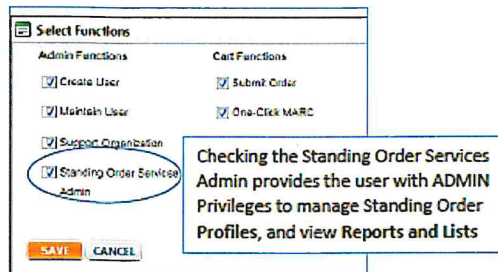 Select Functions
Admin Functions
Cart Functions
Create User
Submit Order
Maintain User
One-Click MARC
Support Organization
Standing Order Services
Admin
Checking the Standing Order Services
Admin provides the user with ADMIN
Privileges to manage Standing Order
Profiles, and view Reports and Lists
SAVE
CANCEL